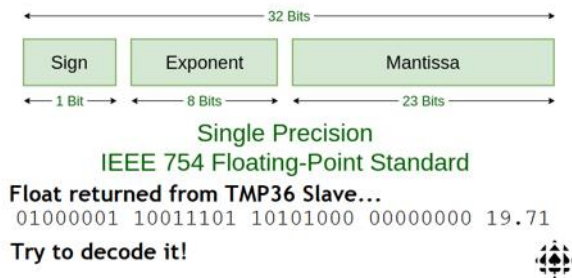 32 Bits
Sign Exponent Mantissa
1 Bit 8 Bits 23 Bits
Single Precision
IEEE 754 Floating-Point Standard
Float returned from TMP36 Slave...
01000001 10011101 10101000 00000000 19.71
Try to decode it!